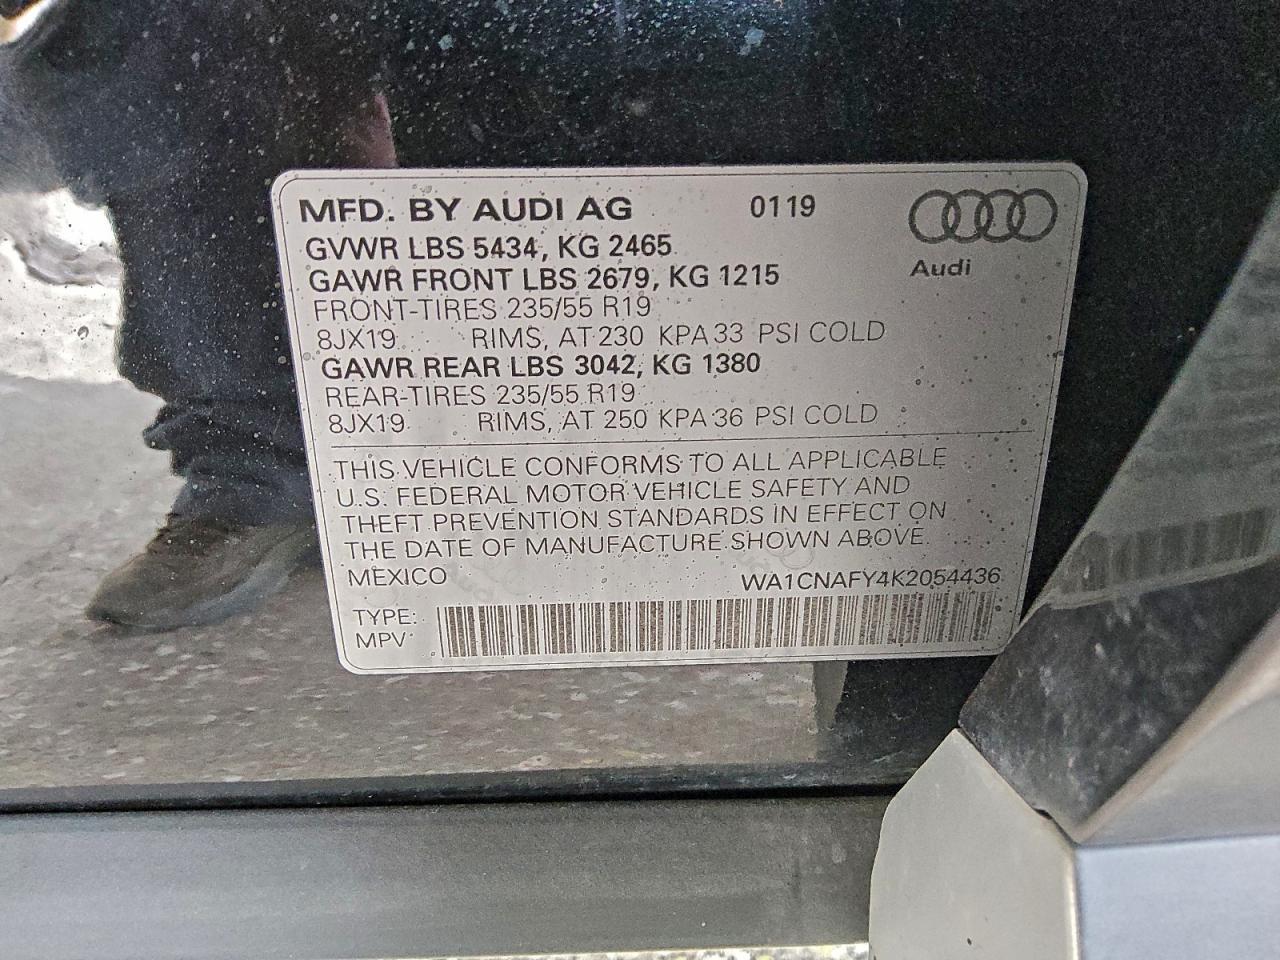 MFD. BY AUDI AG 0119
Audi
GVWR LBS 5434, KG 2465
GAWR FRONT LBS 2679, KG 1215
FRONT-TIRES 235/55 R19
8JX19 RIMS, AT 230 KPA 33 PSI COLD
GAWR REAR LBS 3042, KG 1380
REAR-TIRES 235/55 R19
8JX19 RIMS, AT 250 KPA 36 PSI COLD
THIS VEHICLE CONFORMS TO ALL APPLICABLE
U.S. FEDERAL MOTOR VEHICLE SAFETY AND
THEFT PREVENTION STANDARDS IN EFFECT ON
THE DATE OF MANUFACTURE SHOWN ABOVE.
MEXICO WA1CNAFY4K2054436
TYPE:
MPV